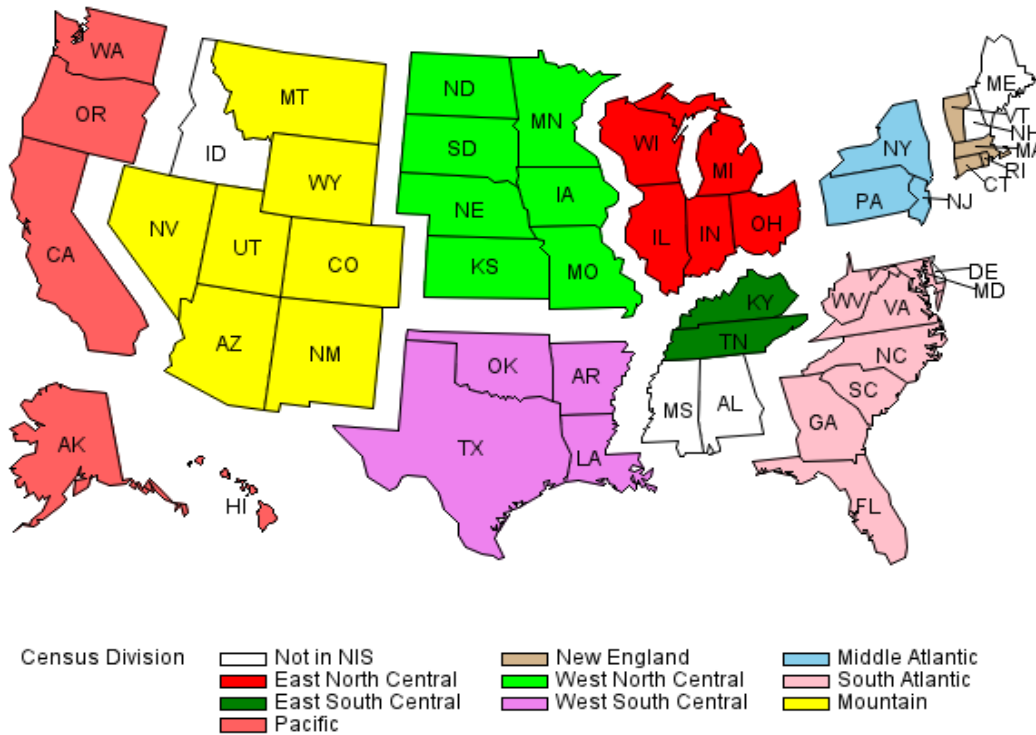 WA
OR
CA
ID
MT
WY
NV
UT
CO
AZ
NM
AK
HI
ND
SD
NE
KS
MN
IA
MO
OK
AR
TX
LA
WI
MI
IL
IN
OH
KY
TN
MS
AL
NY
PA
NJ
ME
VT
NH
MA
RI
CT
DE
MD
WV
VA
NC
SC
GA
FL
Census Division
Not in NIS
New England
Middle Atlantic
East North Central
West North Central
South Atlantic
East South Central
West South Central
Mountain
Pacific